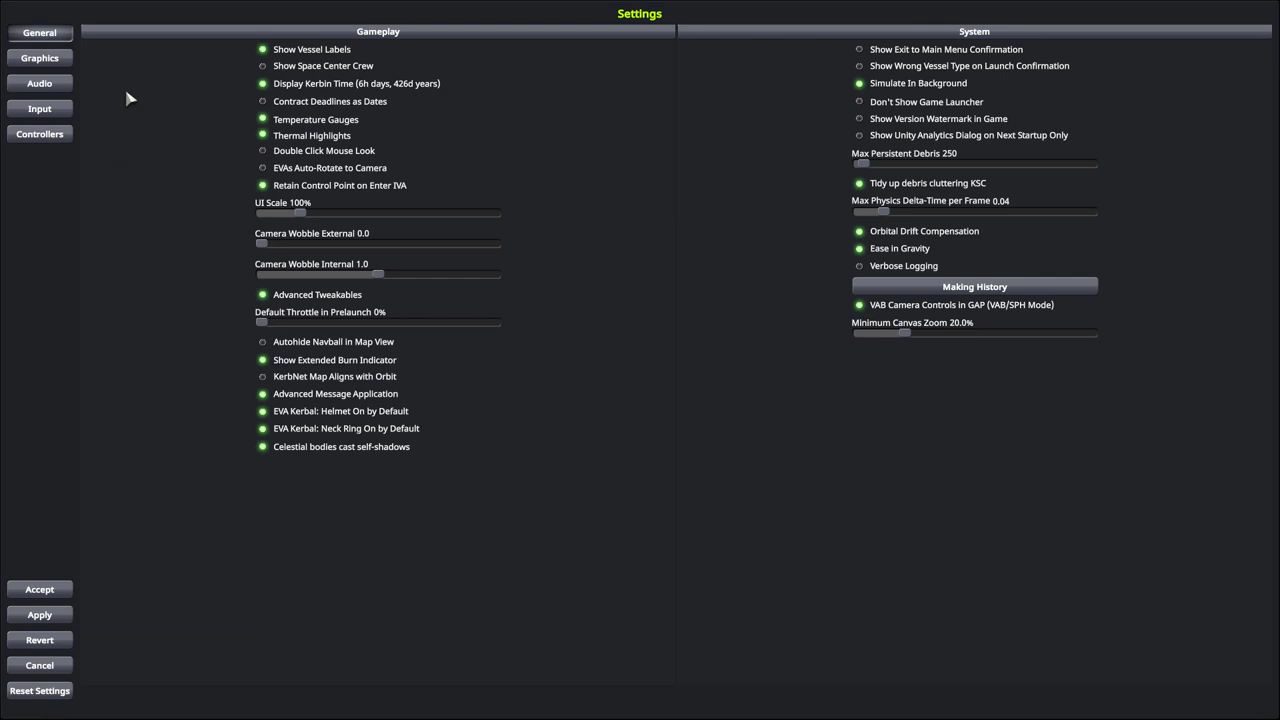 Settings
General
Graphics
Audio
Input
Controllers
Gameplay
Show Vessel Labels
Show Space Center Crew
Display Kerbin Time (6h days, 426d years)
Contract Deadlines as Dates
Temperature Gauges
Thermal Highlights
Double Click Mouse Look
EVAs Auto-Rotate to Camera
Retain Control Point on Enter IVA
UI Scale 100%
Camera Wobble External 0.0
Camera Wobble Internal 1.0
Advanced Tweakables
Default Throttle in Prelaunch 0%
Autohide Navball in Map View
Show Extended Burn Indicator
KerbNet Map Aligns with Orbit
Advanced Message Application
EVA Kerbal: Helmet On by Default
EVA Kerbal: Neck Ring On by Default
Celestial bodies cast self-shadows
System
Show Exit to Main Menu Confirmation
Show Wrong Vessel Type on Launch Confirmation
Simulate In Background
Don't Show Game Launcher
Show Version Watermark in Game
Show Unity Analytics Dialog on Next Startup Only
Max Persistent Debris 250
Tidy up debris cluttering KSC
Max Physics Delta-Time per Frame 0.04
Orbital Drift Compensation
Ease in Gravity
Verbose Logging
Making History
VAB Camera Controls in GAP (VAB/SPH Mode)
Minimum Canvas Zoom 20.0%
Accept
Apply
Revert
Cancel
Reset Settings